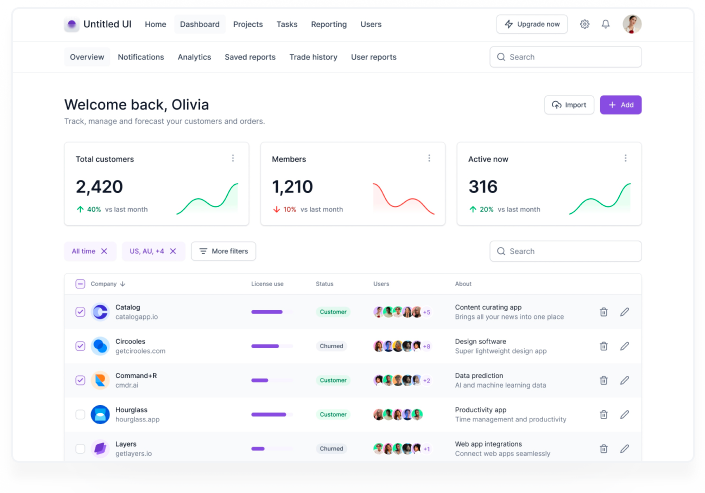 Untitled UI Home Dashboard Projects Tasks Reporting Users Upgrade now
Overview Notifications Analytics Saved reports Trade history User reports Search
Welcome back, Olivia
Track, manage and forecast your customers and orders.
Import Add
Total customers
2,420
40% vs last month
Members
1,210
10% vs last month
Active now
316
20% vs last month
All time US, AU, +4 More filters Search
Company License use Status Users About
Catalog
catalogapp.io
Customer +5
Content curating app
Brings all your news into one place
Circooles
getcirooles.com
Churned +8
Design software
Super lightweight design app
Command+R
cmdr.ai
Customer +2
Data prediction
AI and machine learning data
Hourglass
hourglass.app
Customer
Productivity app
Time management and productivity
Layers
getlayers.io
Churned +1
Web app integrations
Connect web apps seamlessly